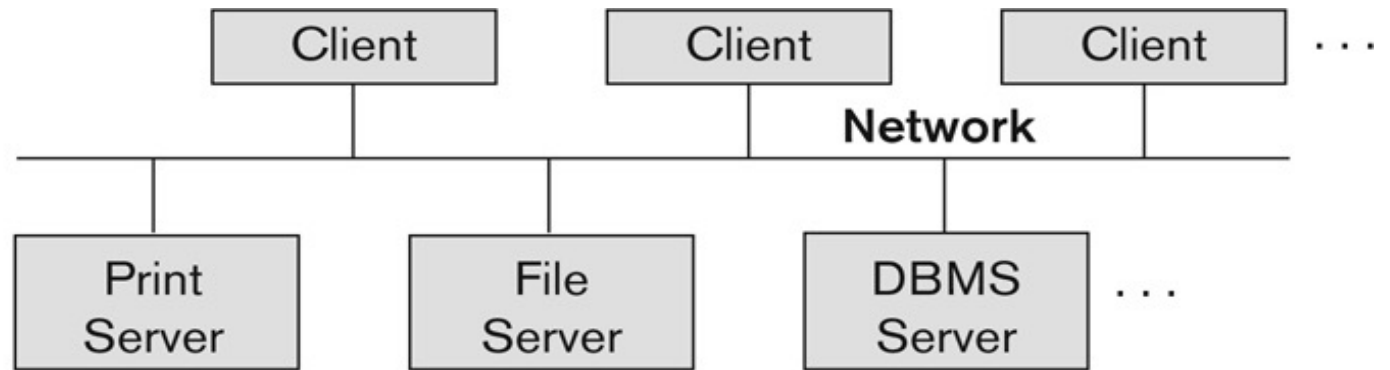 Client Client Client . . .
Network
Print File DBMS . . .
Server Server Server